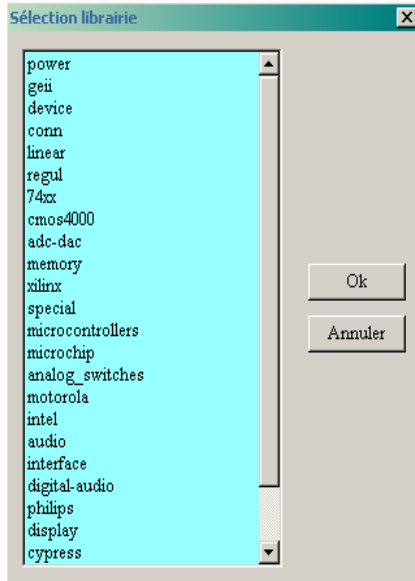 Sélection librairie
power
geii
device
conn
linear
regul
74xx
cmos4000
adc-dac
memory
xilinx
special
microcontrollers
microchip
analog_switches
motorola
intel
audio
interface
digital-audio
philips
display
cypress
Ok
Annuler